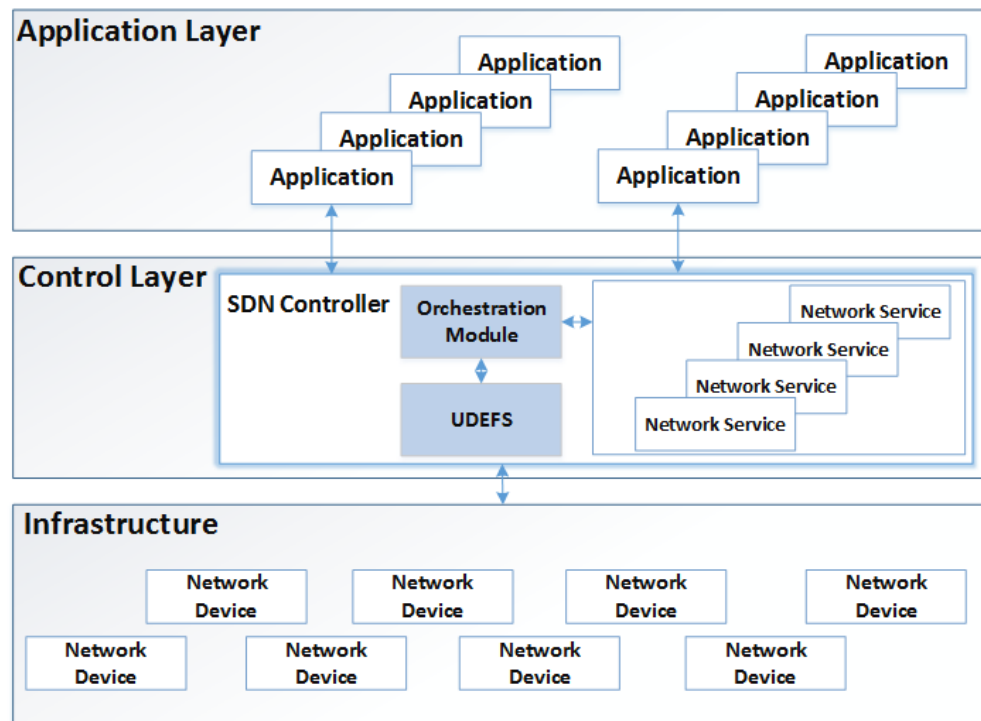 Application Layer
Application
Application
Application
Application
Application
Application
Application
Application
Control Layer
SDN Controller
Orchestration
Module
UDEFS
Network Service
Network Service
Network Service
Network Service
Infrastructure
Network
Device
Network
Device
Network
Device
Network
Device
Network
Device
Network
Device
Network
Device
Network
Device